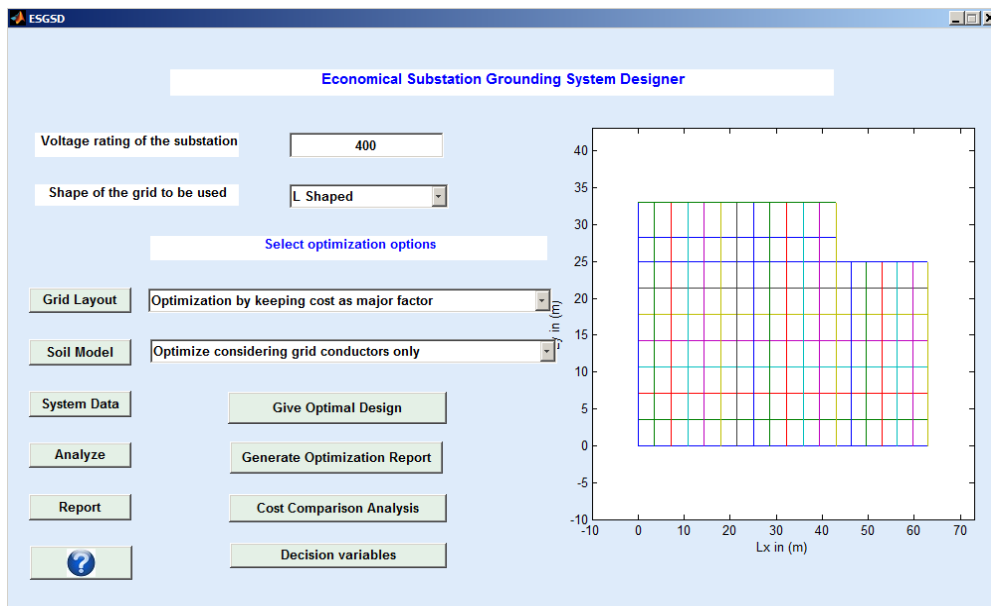 ESGSD
Economical Substation Grounding System Designer
Voltage rating of the substation
400
Shape of the grid to be used
L Shaped
Select optimization options
Grid Layout
Optimization by keeping cost as major factor
Soil Model
Optimize considering grid conductors only
System Data
Give Optimal Design
Analyze
Generate Optimization Report
Report
Cost Comparison Analysis
?
Decision variables
40
35
30
25
20
15
10
5
0
-5
-10
-10 0 10 20 30 40 50 60 70
Lx in (m)
y in (m)